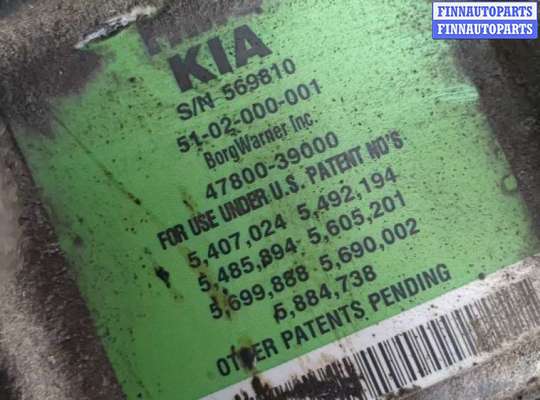 FINNAUTOPARTS
FINNAUTOPARTS
KIA
S/N 569810
51-02-000-001
BorgWarner Inc.
47800-39000
FOR USE UNDER U.S. PATENT NO'S
5,407,024 5,492,194
5,485,894 5,605,201
5,699,888 5,690,002
5,884,738
OTHER PATENTS PENDING